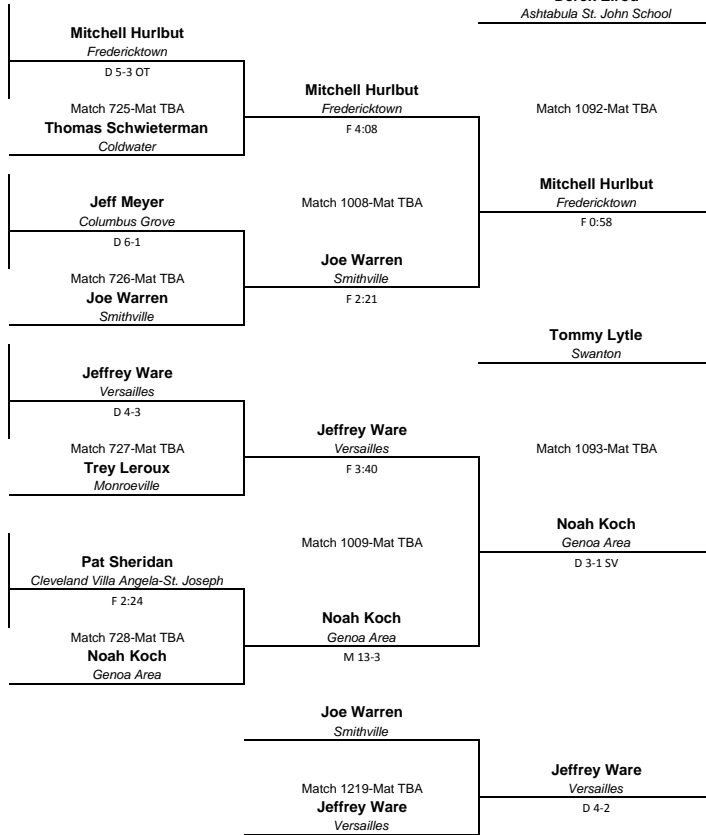 Mitchell Hurlbut
Fredericktown
D 5-3 OT
Match 725-Mat TBA
Thomas Schwieterman
Coldwater
Jeff Meyer
Columbus Grove
D 6-1
Match 726-Mat TBA
Joe Warren
Smithville
Jeffrey Ware
Versailles
D 4-3
Match 727-Mat TBA
Trey Leroux
Monroeville
Pat Sheridan
Cleveland Villa Angela-St. Joseph
F 2:24
Match 728-Mat TBA
Noah Koch
Genoa Area
Mitchell Hurlbut
Fredericktown
F 4:08
Match 1008-Mat TBA
Joe Warren
Smithville
F 2:21
Jeffrey Ware
Versailles
F 3:40
Match 1009-Mat TBA
Noah Koch
Genoa Area
M 13-3
Joe Warren
Smithville
Match 1219-Mat TBA
Jeffrey Ware
Versailles
Ashtabula St. John School
Match 1092-Mat TBA
Mitchell Hurlbut
Fredericktown
F 0:58
Tommy Lytle
Swanton
Match 1093-Mat TBA
Noah Koch
Genoa Area
D 3-1 SV
Jeffrey Ware
Versailles
D 4-2